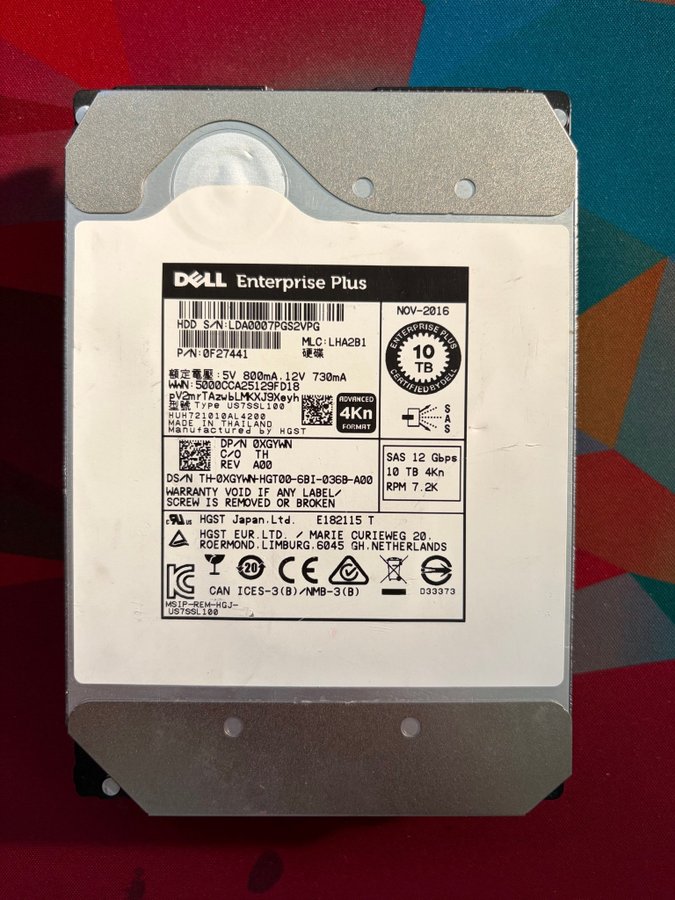 DELL Enterprise Plus
NOV-2016
HDD S/N:LDA0007PGS2VPG
MLC:LHA2B1
P/N:0F27441
硬碟
額定電壓:5V 800mA,12V 730mA
WWN:5000CCA25129FD18
pV2mrTAzwbLMKXJ9Xeyh
型號 Type US7SSL100
HUH721010AL4200
MADE IN THAILAND
Manufactured by HGST
ADVANCED
4Kn
FORMAT
ENTERPRISE PLUS
10
TB
CERTIFIED BY DELL
SAS
DP/N 0XGYWN
C/O TH
REV A00
DS/N TH-0XGYWN-HGT00-6BI-036B-A00
WARRANTY VOID IF ANY LABEL/
SCREW IS REMOVED OR BROKEN
SAS 12 Gbps
10 TB 4Kn
RPM 7.2K
c RU us HGST Japan,Ltd. E182115 T
HGST EUR.LTD. / MARIE CURIEWEG 20.
ROERMOND.LIMBURG.6045 GH.NETHERLANDS
20
CE
D33373
CAN ICES-3(B)/NMB-3(B)
MSIP-REM-HGJ-
US7SSL100